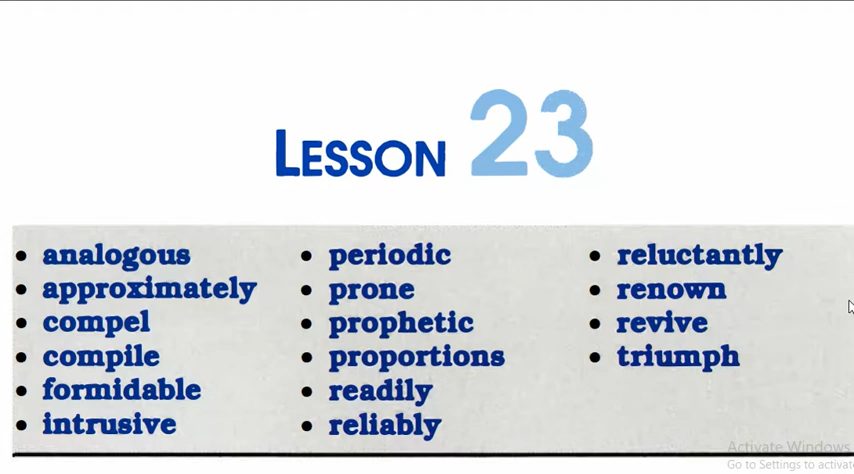 LESSON 23
• analogous
• approximately
• compel
• compile
• formidable
• intrusive
• periodic
• prone
• prophetic
• proportions
• readily
• reliably
• reluctantly
• renown
• revive
• triumph
Activate Windows
Go to Settings to activate